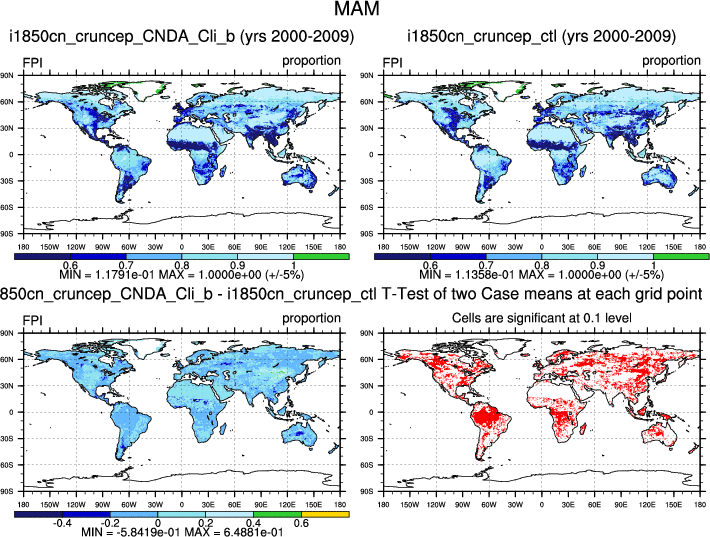 MAM
i1850cn_cruncep_CNDA_Cli_b (yrs 2000-2009)
i1850cn_cruncep_ctl (yrs 2000-2009)
FPI proportion
FPI proportion
90N
60N
30N
0
30S
60S
90S
90N
60N
30N
0
30S
60S
90S
180 150W 120W 90W 60W 30W 0 30E 60E 90E 120E 150E 180
180 150W 120W 90W 60W 30W 0 30E 60E 90E 120E 150E 180
0.6 0.7 0.8 0.9 1
0.6 0.7 0.8 0.9 1
MIN = 1.1791e-01 MAX = 1.0000e+00 (+/-5%)
MIN = 1.1358e-01 MAX = 1.0000e+00 (+/-5%)
850cn_cruncep_CNDA_Cli_b - i1850cn_cruncep_ctl T-Test of two Case means at each grid point
FPI proportion
Cells are significant at 0.1 level
90N
60N
30N
0
30S
60S
90S
90N
60N
30N
0
30S
60S
90S
180 150W 120W 90W 60W 30W 0 30E 60E 90E 120E 150E 180
180 150W 120W 90W 60W 30W 0 30E 60E 90E 120E 150E 180
-0.4 -0.2 0 0.2 0.4 0.6
MIN = -5.8419e-01 MAX = 6.4881e-01